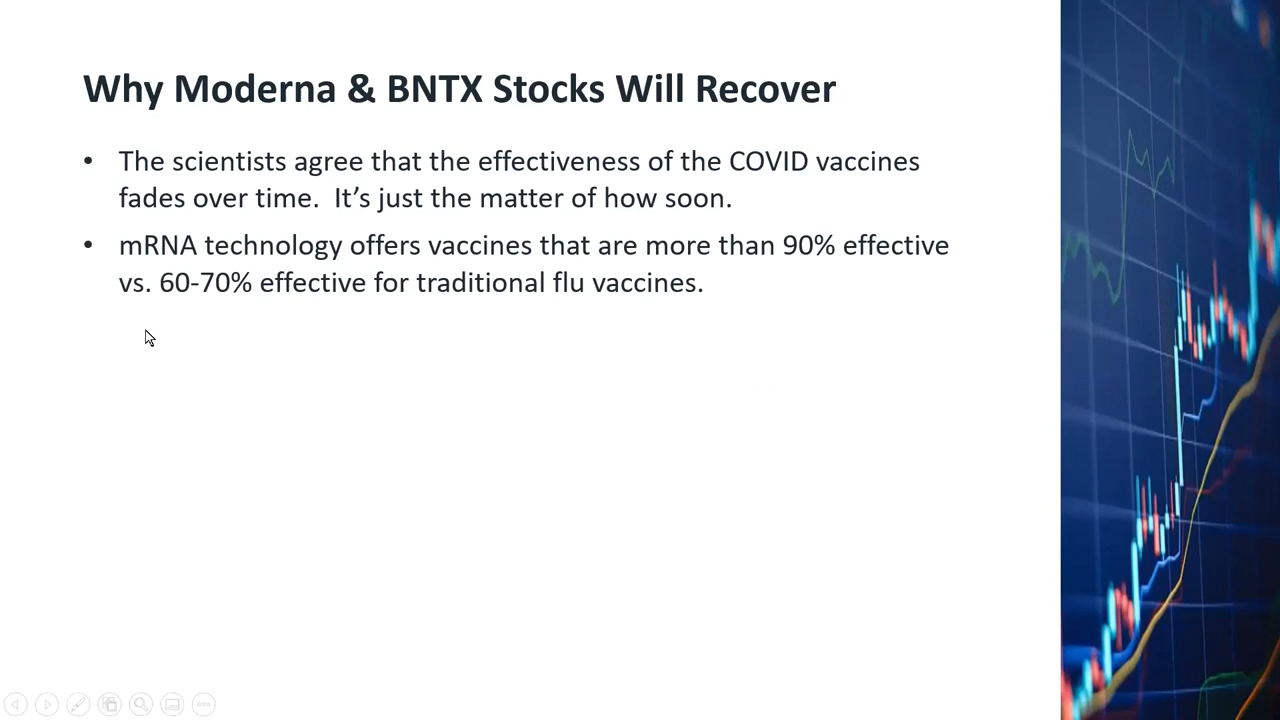 Why Moderna & BNTX Stocks Will Recover
• The scientists agree that the effectiveness of the COVID vaccines
fades over time.  It’s just the matter of how soon.
• mRNA technology offers vaccines that are more than 90% effective
vs. 60-70% effective for traditional flu vaccines.